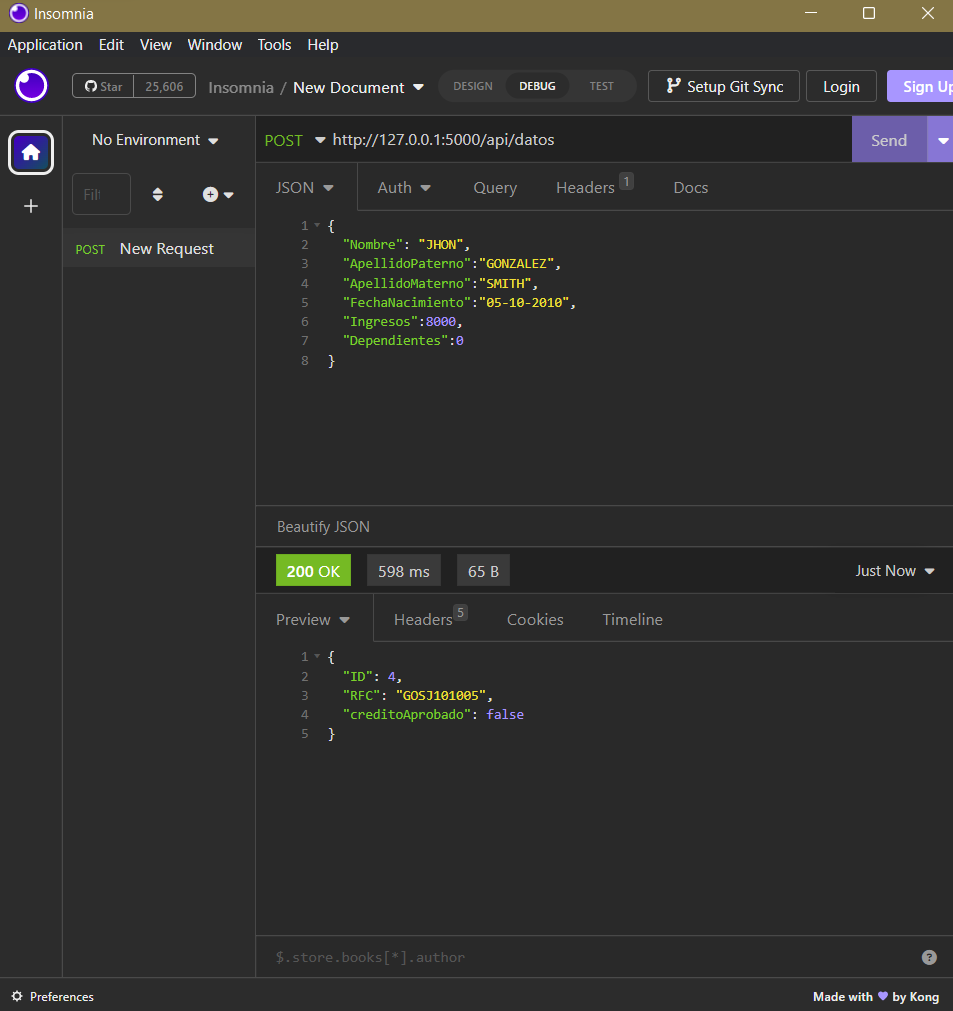 Insomnia
Application Edit View Window Tools Help
Star 25,606 Insomnia / New Document DESIGN DEBUG TEST Setup Git Sync Login Sign Up
No Environment POST http://127.0.0.1:5000/api/datos Send
JSON Auth Query Headers 1 Docs
Filt
POST New Request
1 {
2 "Nombre": "JHON",
3 "ApellidoPaterno":"GONZALEZ",
4 "ApellidoMaterno":"SMITH",
5 "FechaNacimiento":"05-10-2010",
6 "Ingresos":8000,
7 "Dependientes":0
8 }
Beautify JSON
200 OK 598 ms 65 B Just Now
Preview Headers 5 Cookies Timeline
1 {
2 "ID": 4,
3 "RFC": "GOSJ101005",
4 "creditoAprobado": false
5 }
$.store.books[*].author ?
Preferences Made with by Kong